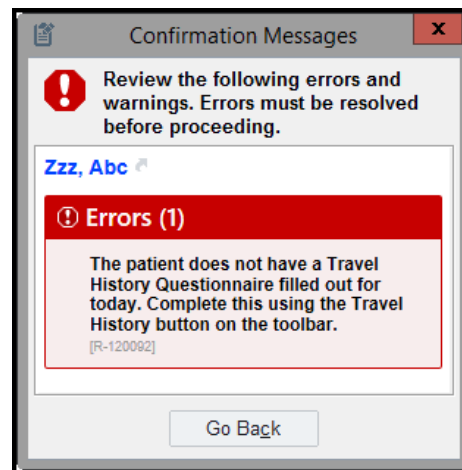 Confirmation Messages
x
Review the following errors and
warnings. Errors must be resolved
before proceeding.
Zzz, Abc
Errors (1)
The patient does not have a Travel
History Questionnaire filled out for
today. Complete this using the Travel
History button on the toolbar.
[R-120092]
Go Back